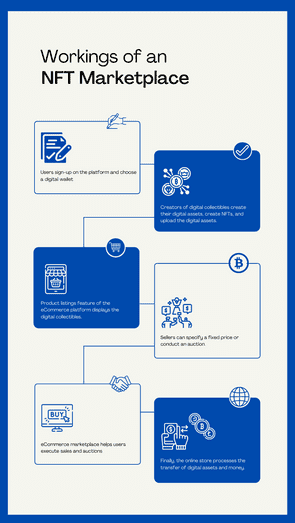 Workings of an
NFT Marketplace
Users sign-up on the platform and choose
a digital wallet
Creators of digital collectibles create
their digital assets, create NFTs, and
upload the digital assets.
Product listings feature of the
eCommerce platform displays the
digital collectibles.
Sellers can specify a fixed price or
conduct an auction
BUY
eCommerce marketplace helps users
execute sales and auctions
Finally, the online store processes the
transfer of digital assets and money.